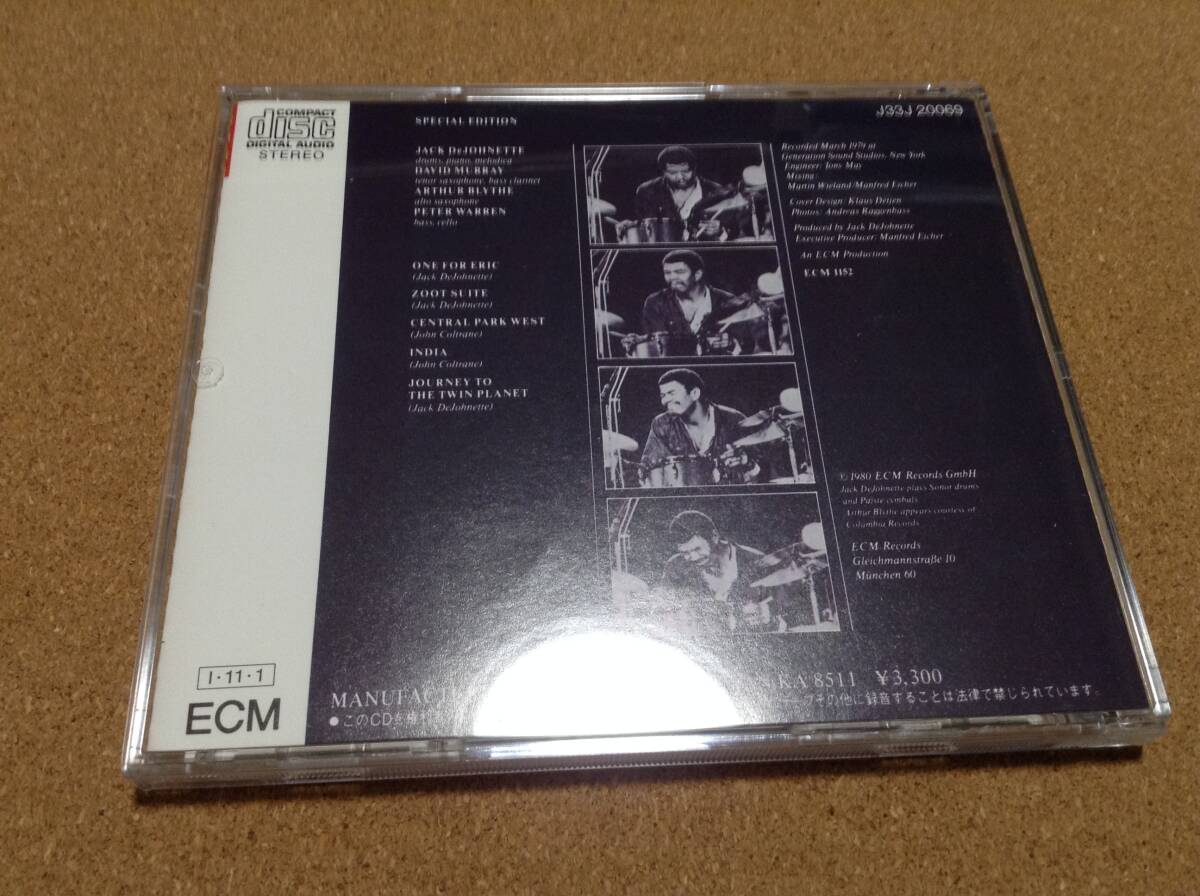 COMPACT
disc
DIGITAL AUDIO
STEREO
SPECIAL EDITION
JACK DeJOHNETTE
drums, piano, melodica
DAVID MURRAY
tenor saxophone, bass clarinet
ARTHUR BLYTHE
alto saxophone
PETER WARREN
bass, cello
ONE FOR ERIC
(Jack DeJohnette)
ZOOT SUITE
(Jack DeJohnette)
CENTRAL PARK WEST
(John Coltrane)
INDIA
(John Coltrane)
JOURNEY TO
THE TWIN PLANET
(Jack DeJohnette)
J33J 20069
Recorded March 1979 at
Generation Sound Studios, New York
Engineer: Tom May
Mixing:
Martin Wieland/Manfred Eicher
Cover Design: Klaus Detjen
Photos: Andreas Raggenbass
Produced by Jack DeJohnette
Executive Producer: Manfred Eicher
An ECM Production
ECM 1152
℗ 1980 ECM Records GmbH
Jack DeJohnette plays Sonor drums
and Paiste cymbals
Arthur Blythe appears courtesy of
Columbia Records
ECM Records
Gleichmannstraße 10
München 60
I·11·1
ECM
MANUFACT
KA 8511 ¥3,300
●このCDを
プその他に録音することは法律で禁じられています。